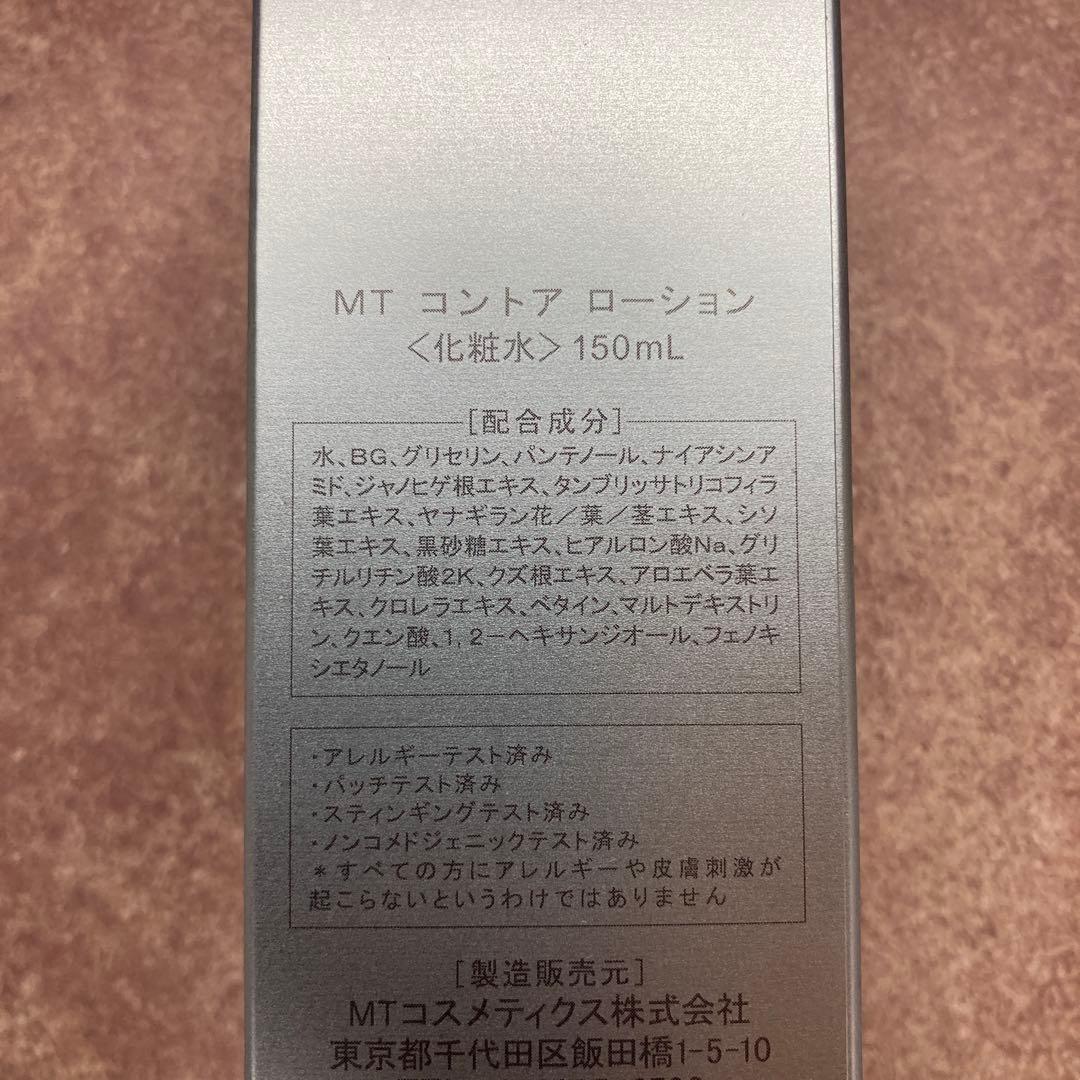 MT コントア ローション
〈化粧水〉150mL
[配合成分]
水、BG、グリセリン、パンテノール、ナイアシンア
ミド、ジャノヒゲ根エキス、タンブリッサトリコフィラ
葉エキス、ヤナギラン花／葉／茎エキス、シソ
葉エキス、黒砂糖エキス、ヒアルロン酸Na、グリ
チルリチン酸2K、クズ根エキス、アロエベラ葉エ
キス、クロレラエキス、ベタイン、マルトデキストリ
ン、クエン酸、1,2－ヘキサンジオール、フェノキ
シエタノール
・アレルギーテスト済み
・パッチテスト済み
・スティンギングテスト済み
・ノンコメドジェニックテスト済み
＊すべての方にアレルギーや皮膚刺激が
起こらないというわけではありません
[製造販売元]
MTコスメティクス株式会社
東京都千代田区飯田橋1-5-10